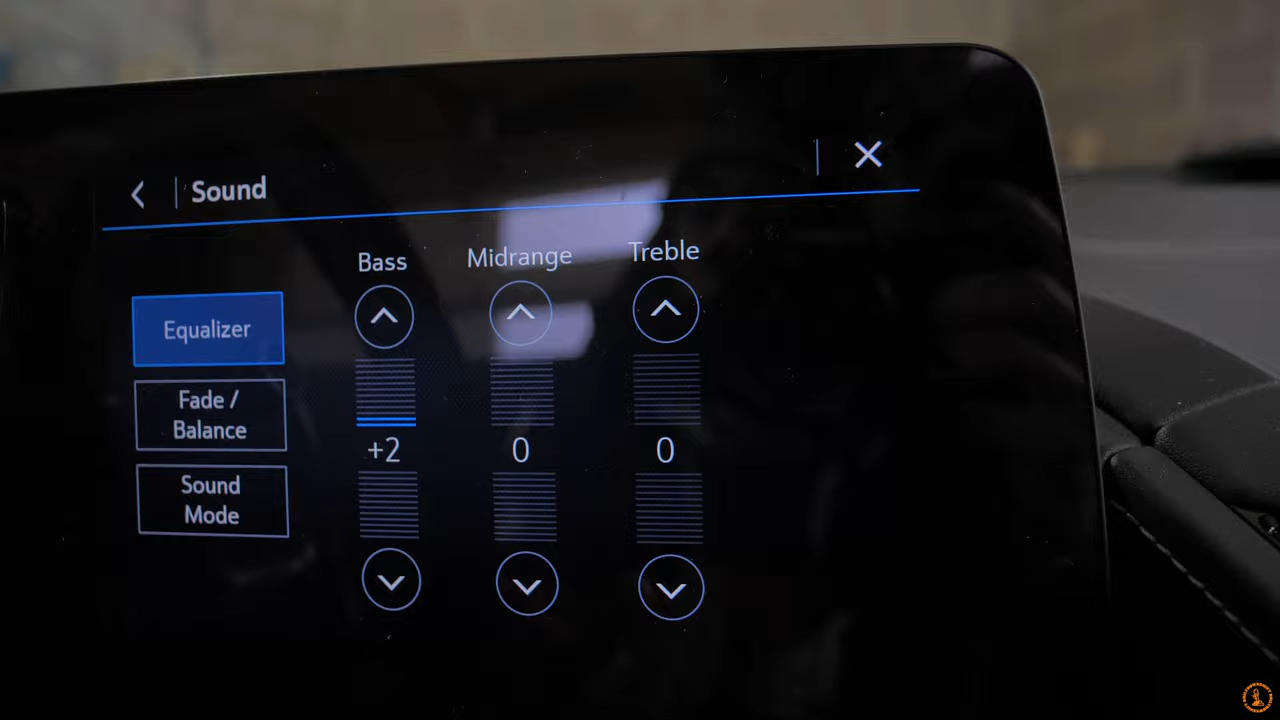 Sound
Bass
Midrange
Treble
Equalizer
Fade /
Balance
Sound
Mode
+2
0
0